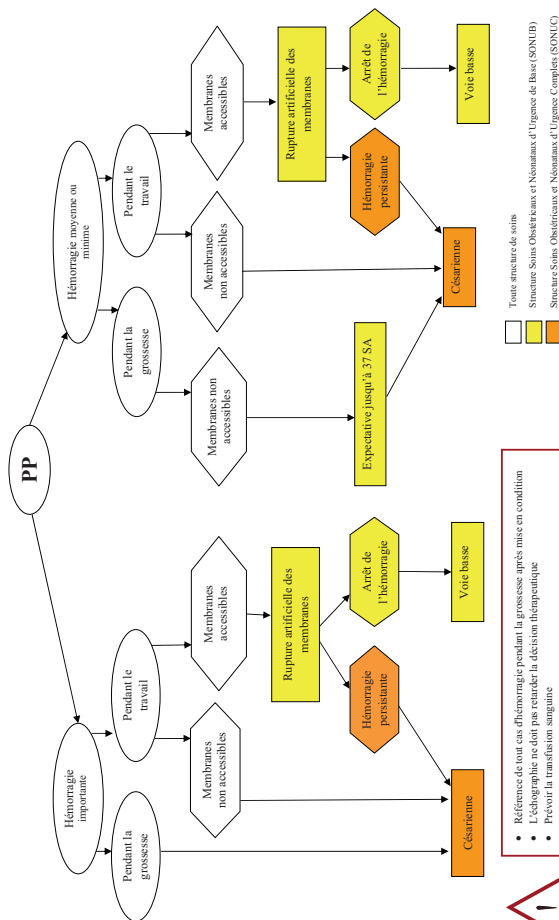 PP
Hémorragie
importante
Hémorragie moyenne ou
minime
Pendant la
grossesse
Pendant le
travail
Pendant la
grossesse
Pendant le
travail
Membranes
non accessibles
Membranes
accessibles
Membranes non
accessibles
Membranes
non accessibles
Membranes
accessibles
Rupture artificielle des
membranes
Rupture artificielle des
membranes
Hémorragie
persistante
Arrêt de
l’hémorragie
Expectative jusqu’à 37 SA
Hémorragie
persistante
Arrêt de
l’hémorragie
Césarienne
Voie basse
Césarienne
Voie basse
! 
• Référence de tout cas d'hémorragie pendant la grossesse après mise en condition
• L'échographie ne doit pas retarder la décision thérapeutique
• Prévoir la transfusion sanguine
Toute structure de soins
Structure Soins Obstétricaux et Néonataux d’Urgence de Base (SONUB)
Structure Soins Obstétricaux et Néonataux d’Urgence Complets (SONUC)